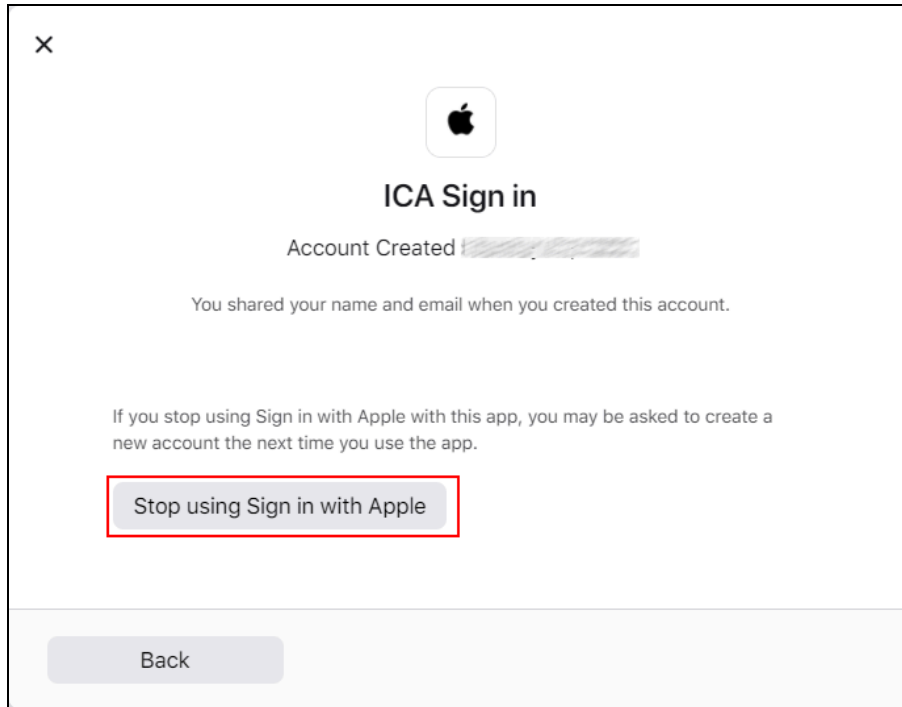 ICA Sign in
Account Created
You shared your name and email when you created this account.
If you stop using Sign in with Apple with this app, you may be asked to create a
new account the next time you use the app.
Stop using Sign in with Apple
Back